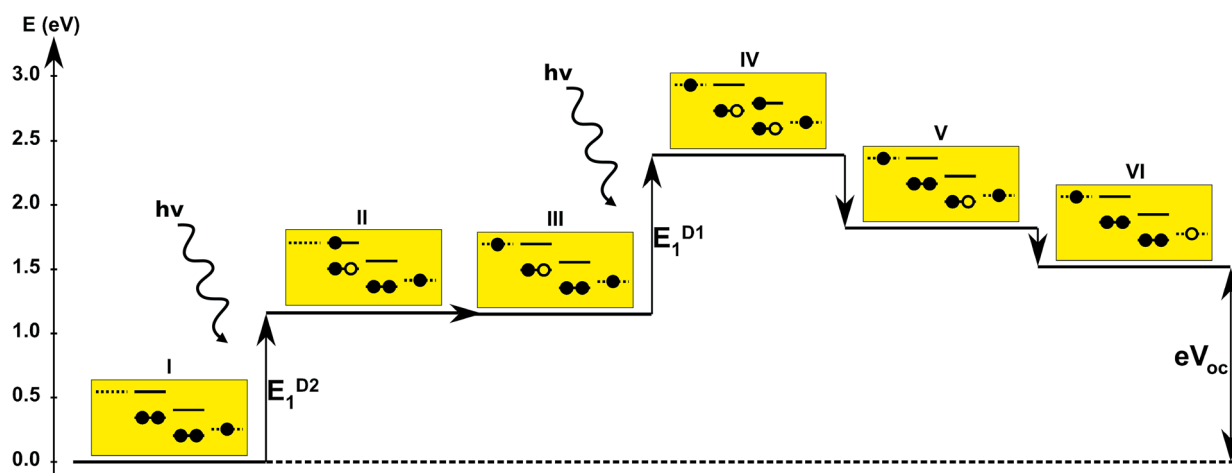 E (eV)
3.0
2.5
2.0
1.5
1.0
0.5
0.0
I
II
III
IV
V
VI
hν
hν
E₁ᴰ²
E₁ᴰ¹
eVₒc